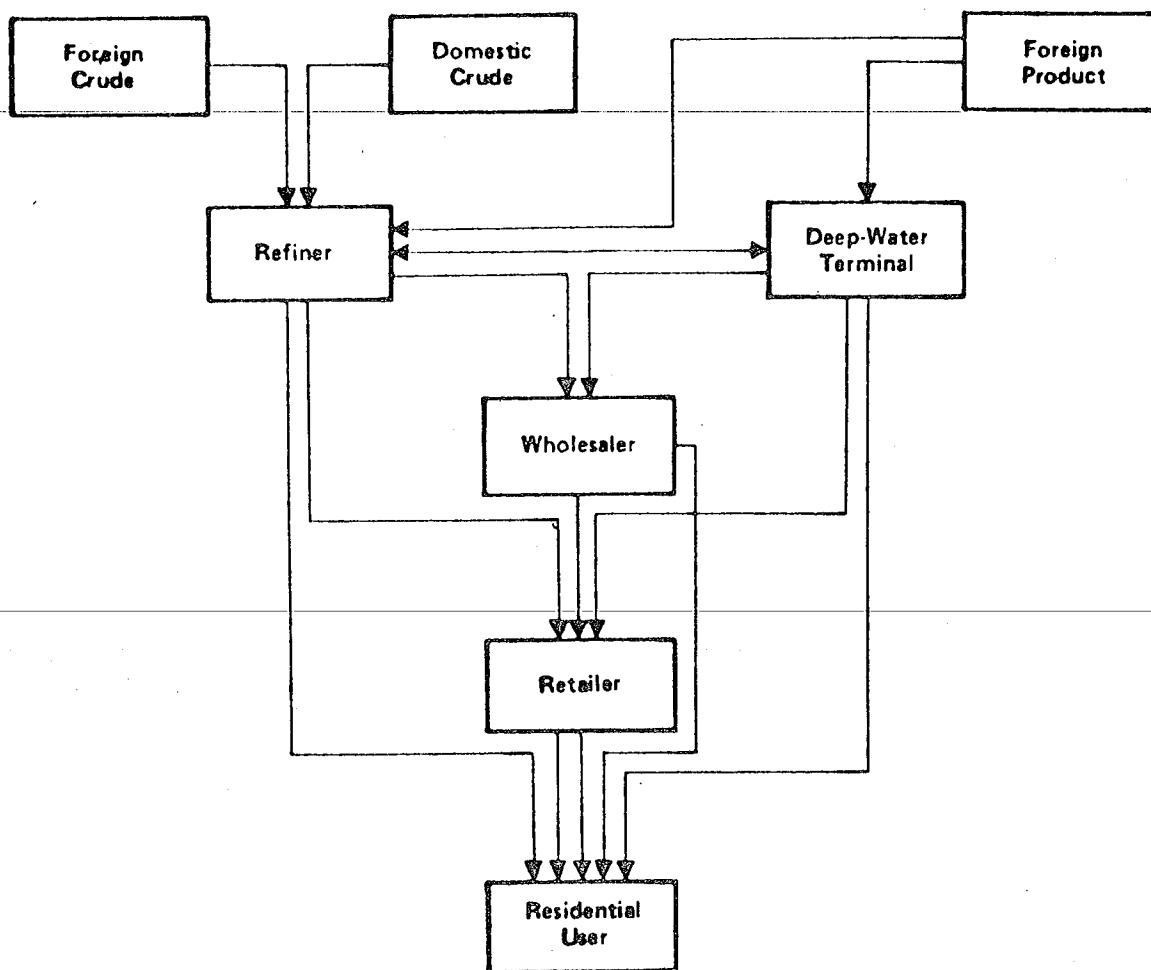 Foreign
Crude
Domestic
Crude
Foreign
Product
Refiner
Deep-Water
Terminal
Wholesaler
Retailer
Residential
User